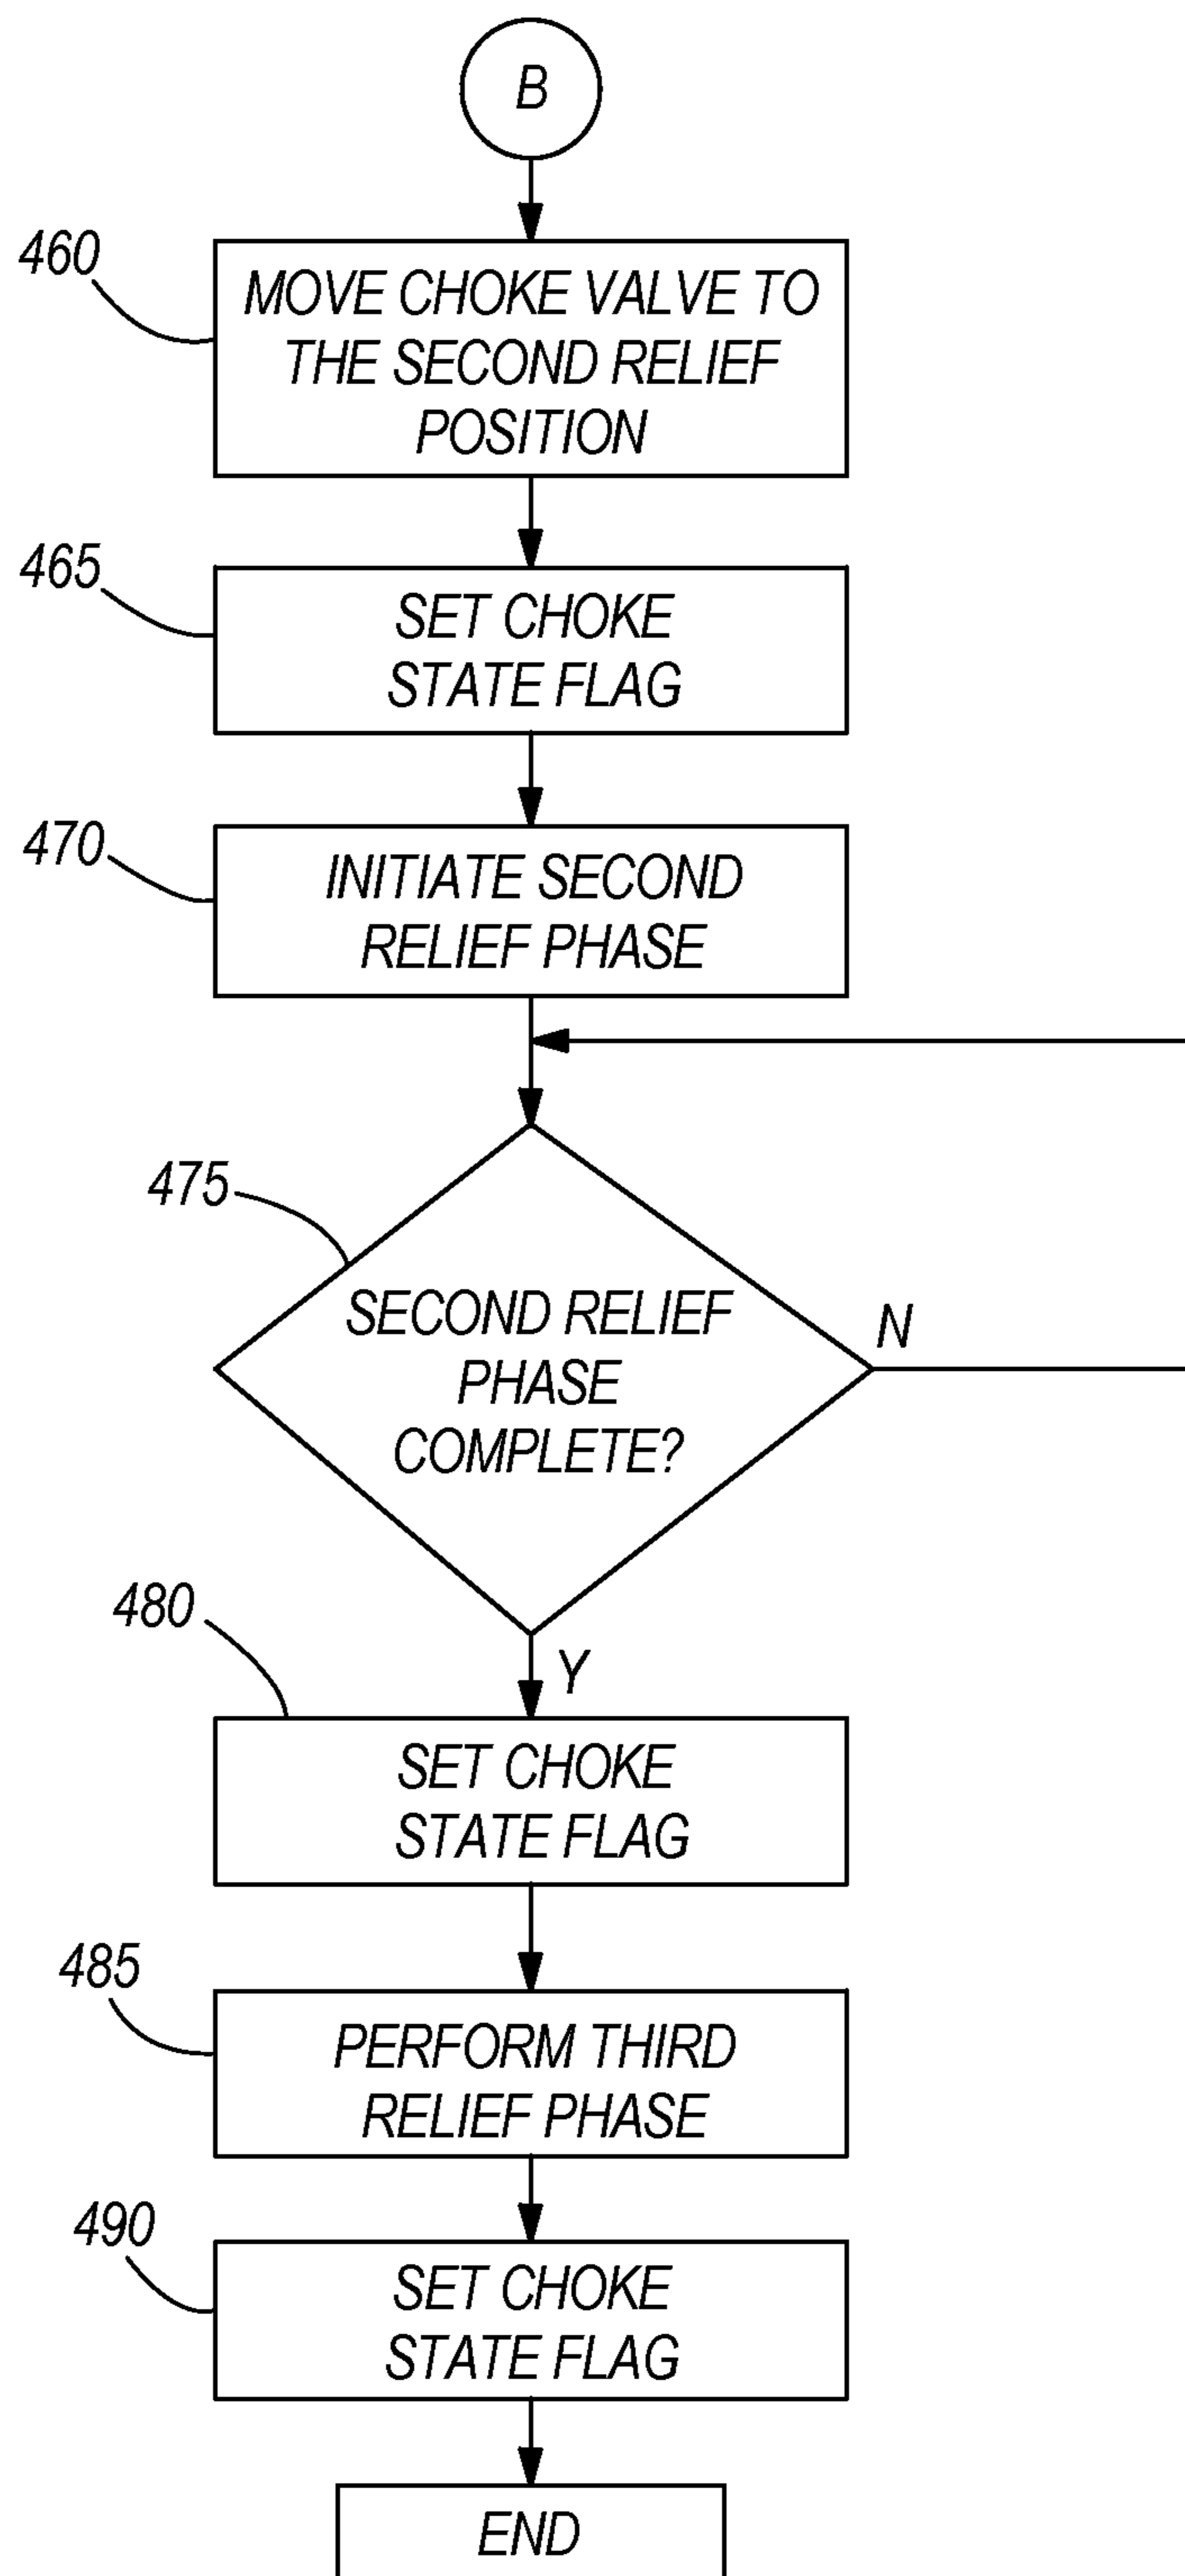 B
460
MOVE CHOKE VALVE TO
THE SECOND RELIEF
POSITION
465
SET CHOKE
STATE FLAG
470
INITIATE SECOND
RELIEF PHASE
475
SECOND RELIEF
PHASE
COMPLETE?
N
Y
480
SET CHOKE
STATE FLAG
485
PERFORM THIRD
RELIEF PHASE
490
SET CHOKE
STATE FLAG
END